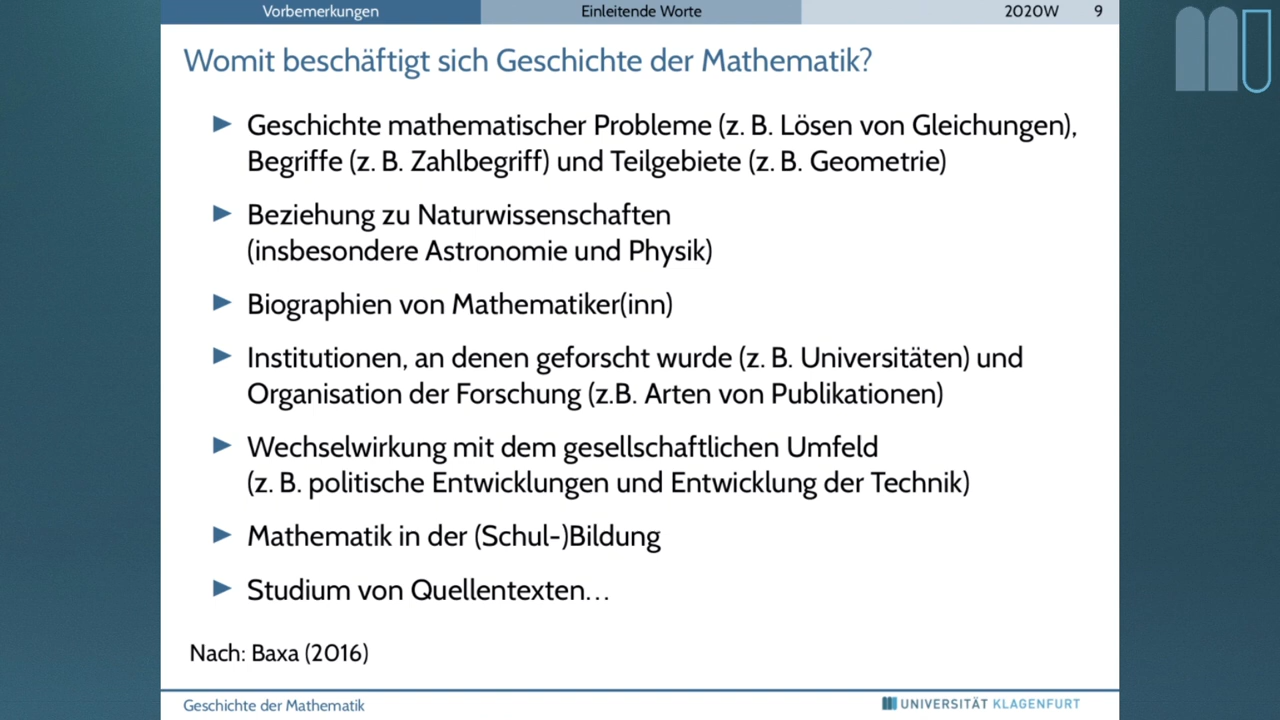 Vorbemerkungen Einleitende Worte 2020W 9
Womit beschäftigt sich Geschichte der Mathematik?
Geschichte mathematischer Probleme (z. B. Lösen von Gleichungen),
Begriffe (z. B. Zahlbegriff) und Teilgebiete (z. B. Geometrie)
Beziehung zu Naturwissenschaften
(insbesondere Astronomie und Physik)
Biographien von Mathematiker(inn)
Institutionen, an denen geforscht wurde (z. B. Universitäten) und
Organisation der Forschung (z.B. Arten von Publikationen)
Wechselwirkung mit dem gesellschaftlichen Umfeld
(z. B. politische Entwicklungen und Entwicklung der Technik)
Mathematik in der (Schul-)Bildung
Studium von Quellentexten...
Nach: Baxa (2016)
Geschichte der Mathematik UNIVERSITÄT KLAGENFURT